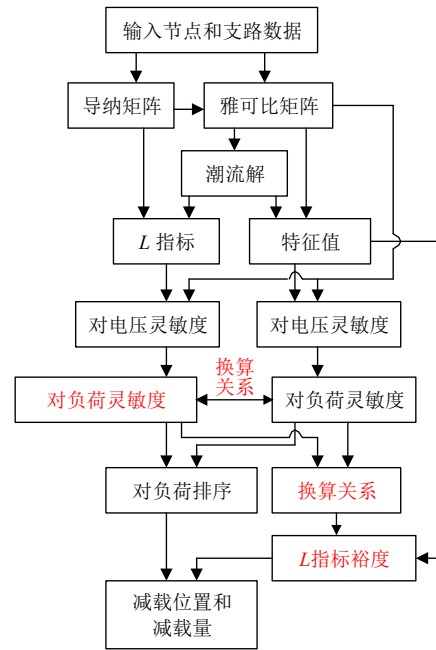 输入节点和支路数据
导纳矩阵
雅可比矩阵
潮流解
L 指标
特征值
对电压灵敏度
对电压灵敏度
对负荷灵敏度
换算
关系
对负荷灵敏度
对负荷排序
换算关系
L指标裕度
减载位置和
减载量